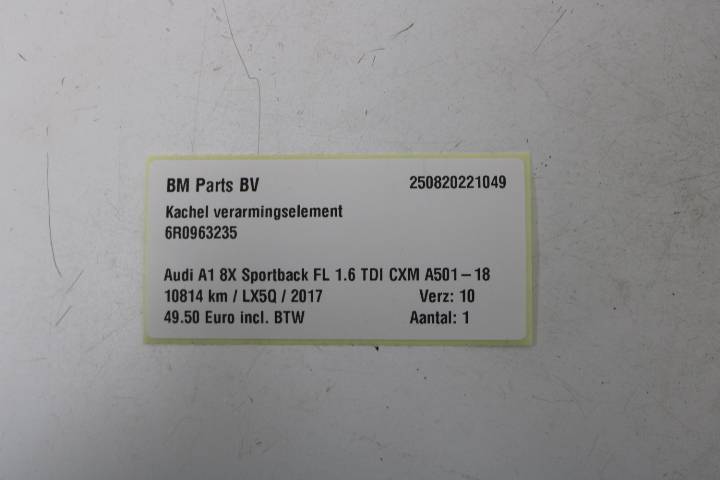 BM Parts BV 250820221049
Kachel verarmingselement
6R0963235
Audi A1 8X Sportback FL 1.6 TDI CXM A501-18
10814 km / LX5Q / 2017 Verz: 10
49.50 Euro incl. BTW Aantal: 1